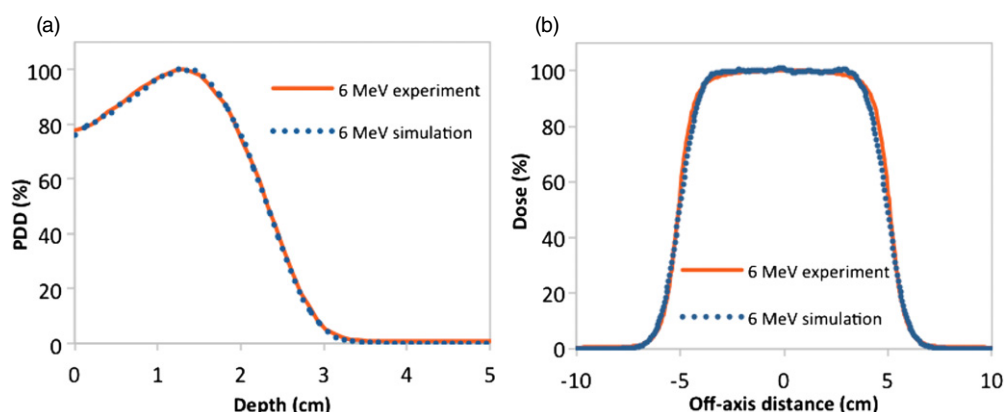 (a)
PDD (%)
100
80
60
40
20
0
6 MeV experiment
6 MeV simulation
0 1 2 3 4 5
Depth (cm)
(b)
Dose (%)
100
80
60
40
20
0
6 MeV experiment
6 MeV simulation
-10 -5 0 5 10
Off-axis distance (cm)